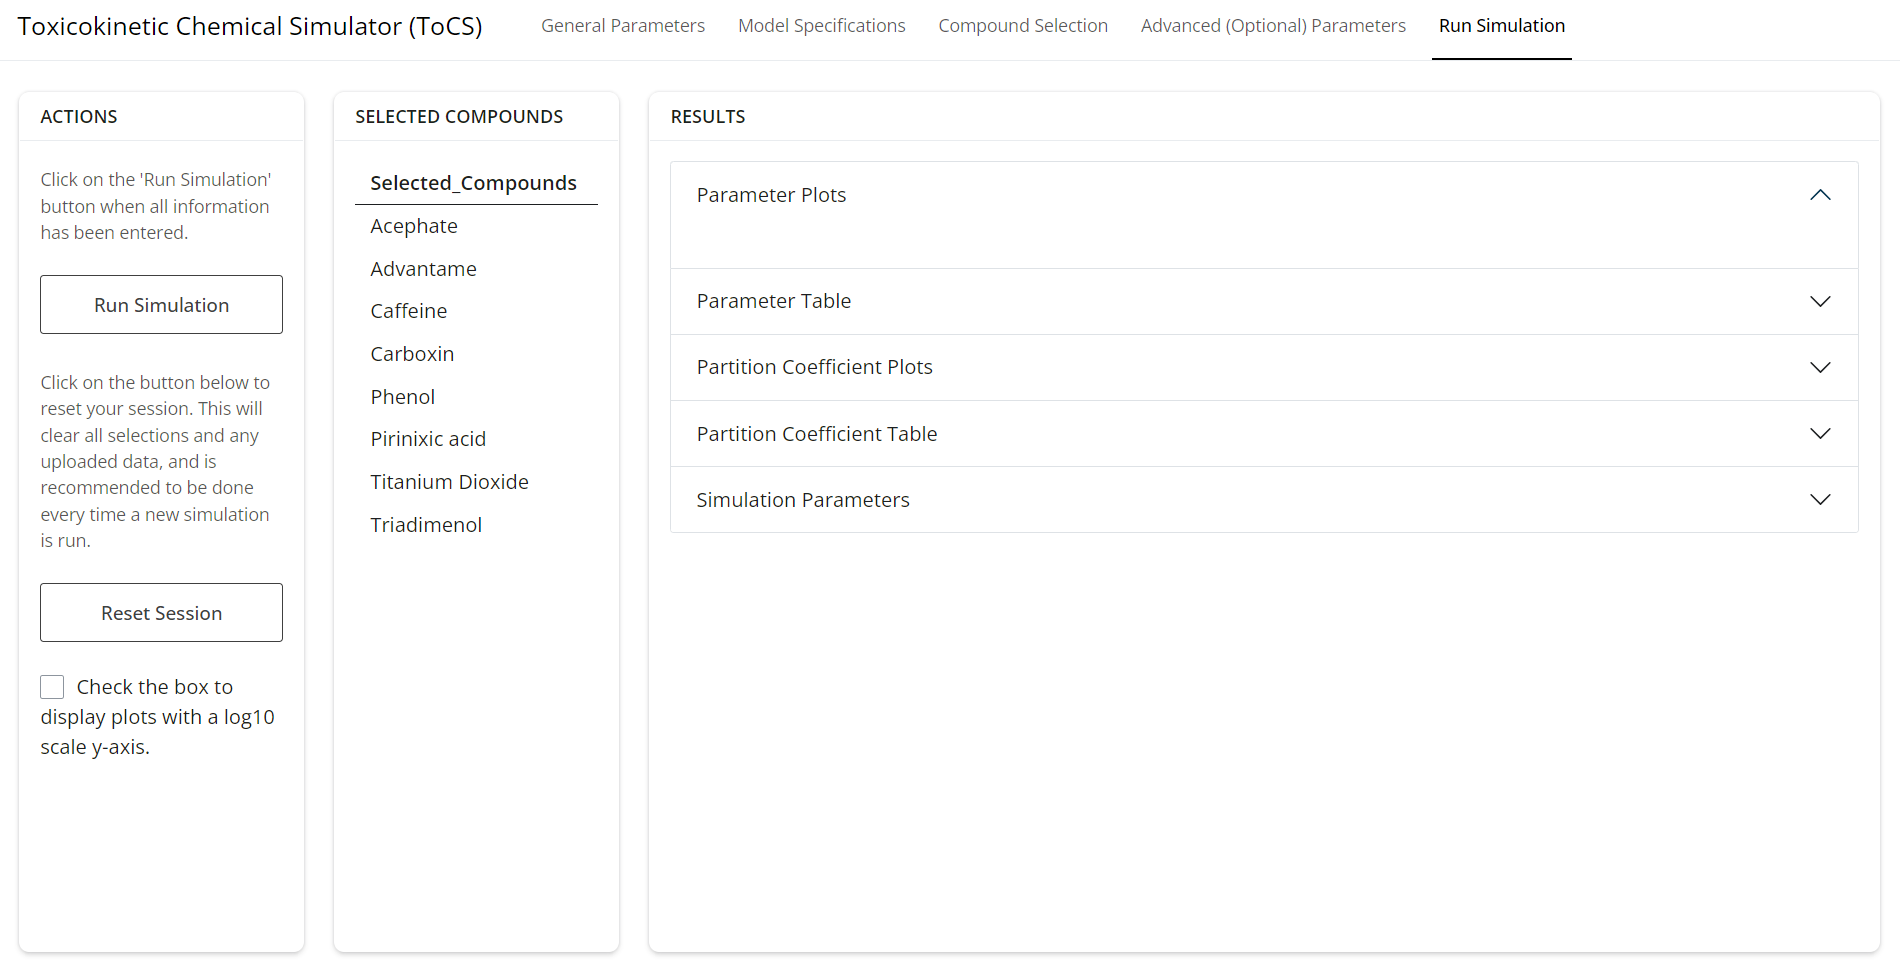 Toxicokinetic Chemical Simulator (ToCS)
General Parameters
Model Specifications
Compound Selection
Advanced (Optional) Parameters
Run Simulation
ACTIONS
Click on the 'Run Simulation'
button when all information
has been entered.
Run Simulation
Click on the button below to
reset your session. This will
clear all selections and any
uploaded data, and is
recommended to be done
every time a new simulation
is run.
Reset Session
Check the box to
display plots with a log10
scale y-axis.
SELECTED COMPOUNDS
Selected_Compounds
Acephate
Advantame
Caffeine
Carboxin
Phenol
Pirinixic acid
Titanium Dioxide
Triadimenol
RESULTS
Parameter Plots
Parameter Table
Partition Coefficient Plots
Partition Coefficient Table
Simulation Parameters